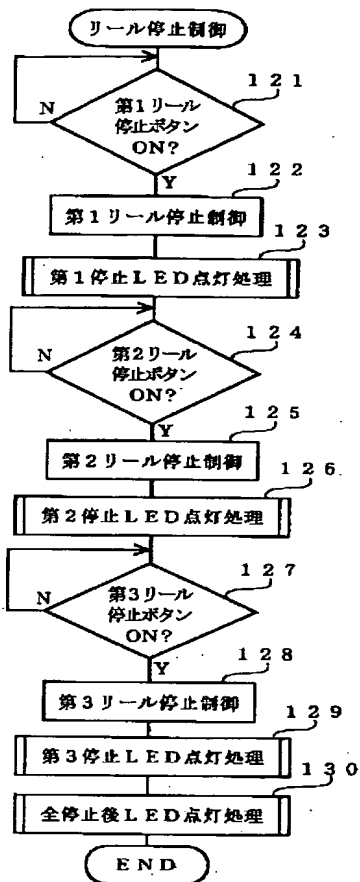 リール停止制御
121
第1リール
停止ボタン
ON?
N
Y
122
第1リール停止制御
123
第1停止LED点灯処理
124
第2リール
停止ボタン
ON?
N
Y
125
第2リール停止制御
126
第2停止LED点灯処理
127
第3リール
停止ボタン
ON?
N
Y
128
第3リール停止制御
129
第3停止LED点灯処理
130
全停止後LED点灯処理
END